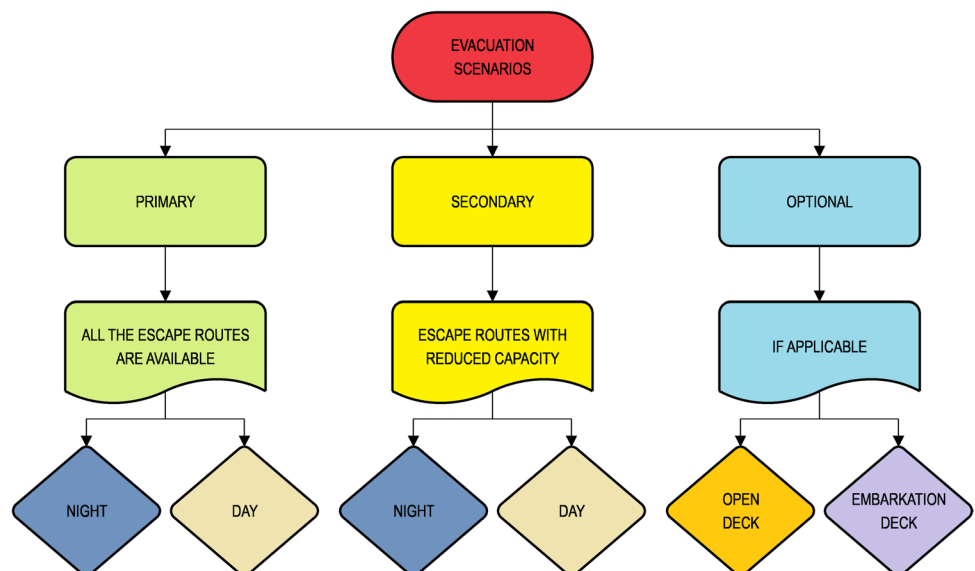 EVACUATION
SCENARIOS
PRIMARY
SECONDARY
OPTIONAL
ALL THE ESCAPE ROUTES
ARE AVAILABLE
ESCAPE ROUTES WITH
REDUCED CAPACITY
IF APPLICABLE
NIGHT
DAY
NIGHT
DAY
OPEN
DECK
EMBARKATION
DECK